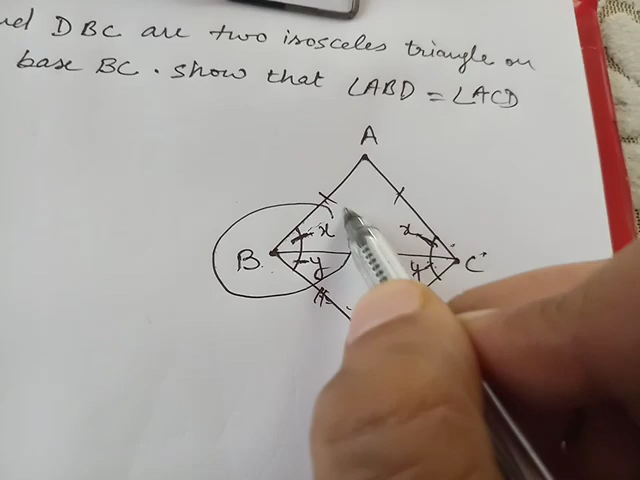 DBC are two isosceles triangle on
base BC. Show that ∠ABD = ∠ACD
A
x x
B C
y y